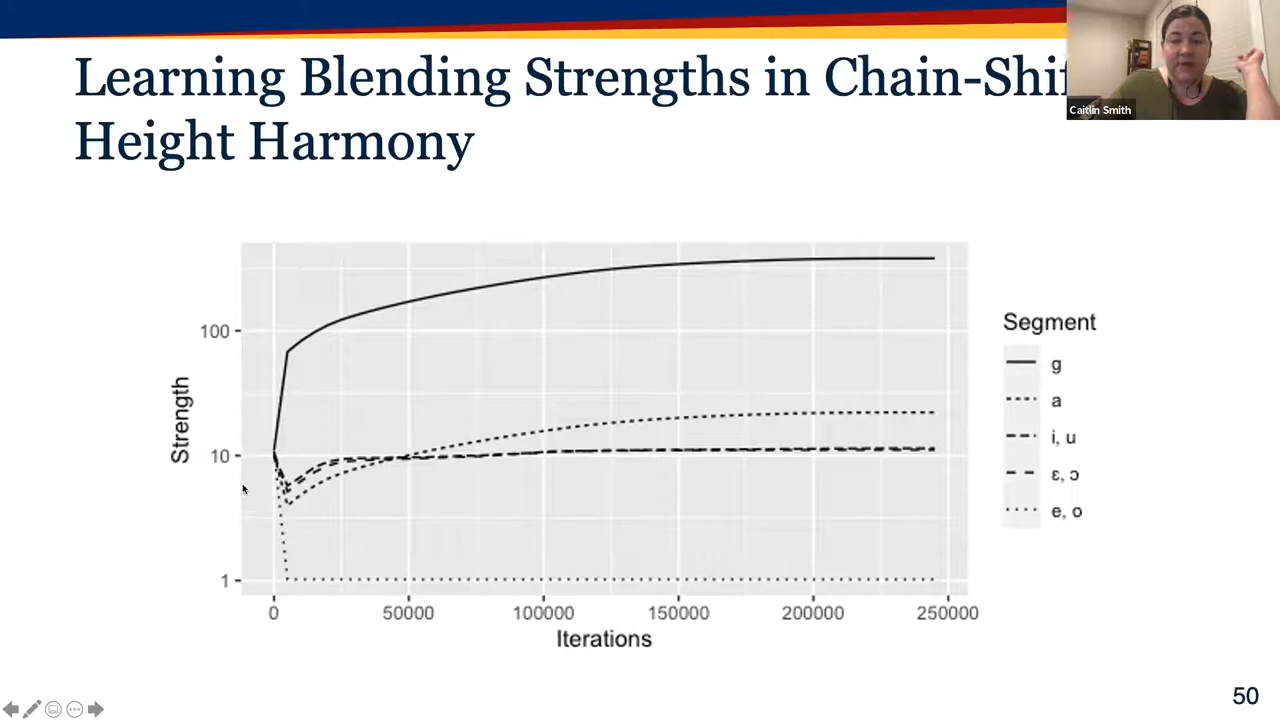 Learning Blending Strengths in Chain-Shif
Height Harmony
Caitlin Smith
Strength
100
10
1
0
50000
100000
150000
200000
250000
Iterations
Segment
g
a
i, u
ɛ, ɔ
e, o
50